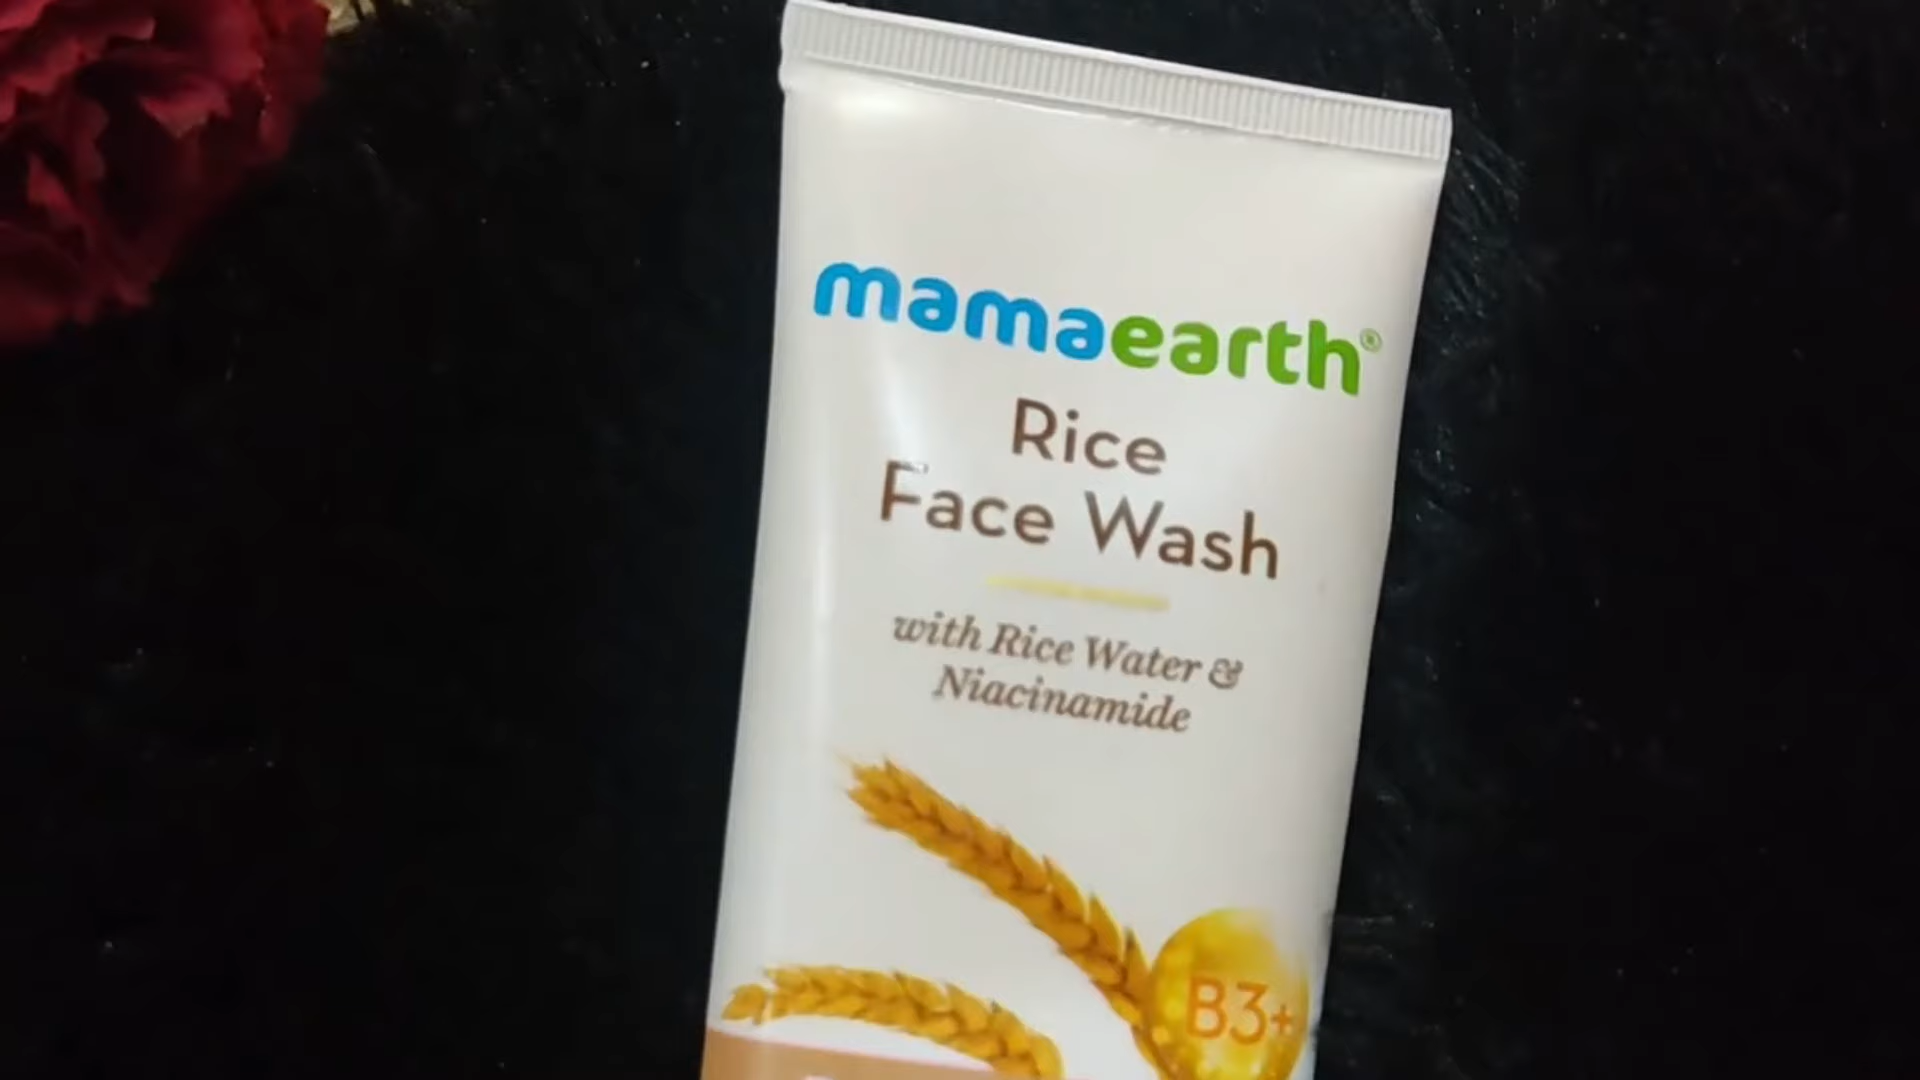 mamaearth®
Rice
Face Wash
with Rice Water &
Niacinamide
B3+